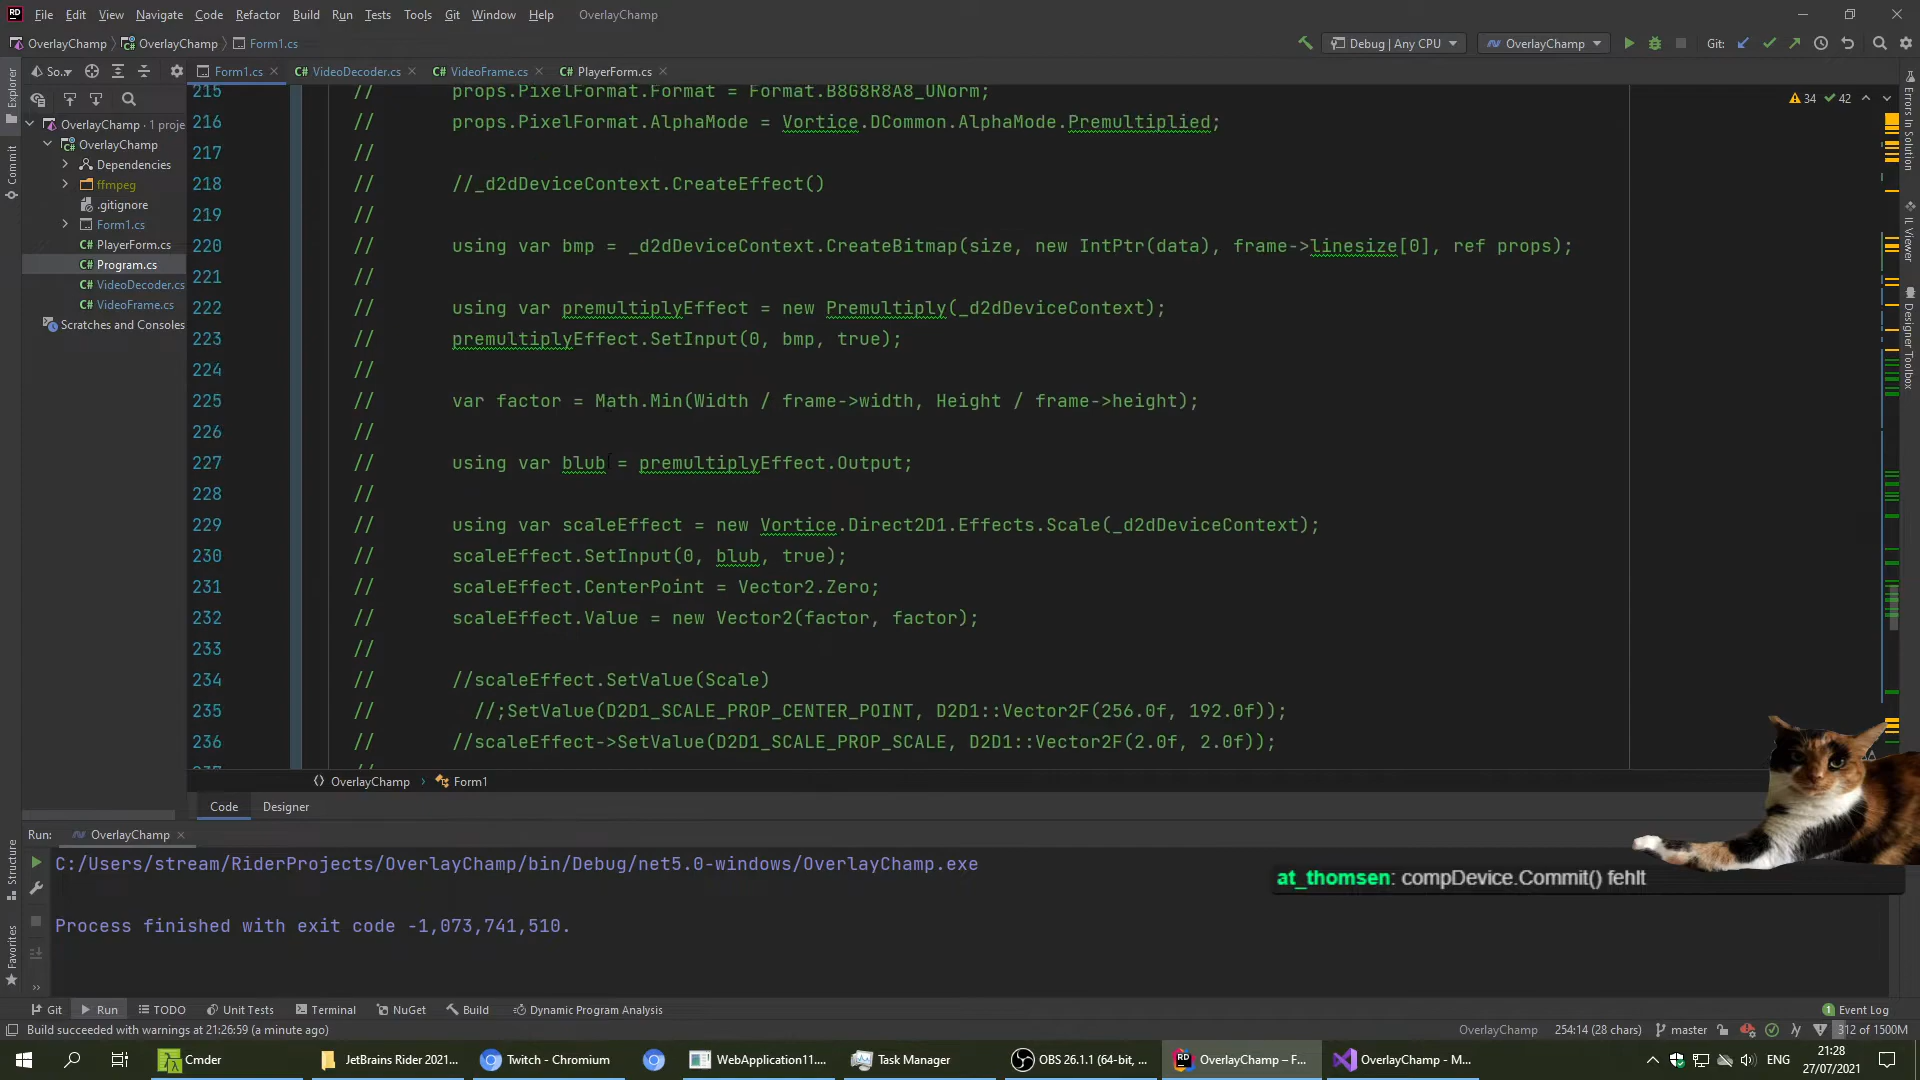 RD File Edit View Navigate Code Refactor Build Run Tests Tools Git Window Help OverlayChamp
OverlayChamp OverlayChamp Form1.cs Debug | Any CPU OverlayChamp Git:
So... Form1.cs VideoDecoder.cs VideoFrame.cs PlayerForm.cs
Explorer
Commit
OverlayChamp · 1 proje
OverlayChamp
Dependencies
ffmpeg
.gitignore
Form1.cs
PlayerForm.cs
Program.cs
VideoDecoder.cs
VideoFrame.cs
Scratches and Consoles
34 42
Errors In Solution
IL Viewer
Designer Toolbox
215 // props.PixelFormat.Format = Format.B8G8R8A8_UNorm;
216 // props.PixelFormat.AlphaMode = Vortice.DCommon.AlphaMode.Premultiplied;
217 //
218 // //_d2dDeviceContext.CreateEffect()
219 //
220 // using var bmp = _d2dDeviceContext.CreateBitmap(size, new IntPtr(data), frame->linesize[0], ref props);
221 //
222 // using var premultiplyEffect = new Premultiply(_d2dDeviceContext);
223 // premultiplyEffect.SetInput(0, bmp, true);
224 //
225 // var factor = Math.Min(Width / frame->width, Height / frame->height);
226 //
227 // using var blub = premultiplyEffect.Output;
228 //
229 // using var scaleEffect = new Vortice.Direct2D1.Effects.Scale(_d2dDeviceContext);
230 // scaleEffect.SetInput(0, blub, true);
231 // scaleEffect.CenterPoint = Vector2.Zero;
232 // scaleEffect.Value = new Vector2(factor, factor);
233 //
234 // //scaleEffect.SetValue(Scale)
235 // //;SetValue(D2D1_SCALE_PROP_CENTER_POINT, D2D1::Vector2F(256.0f, 192.0f));
236 // //scaleEffect->SetValue(D2D1_SCALE_PROP_SCALE, D2D1::Vector2F(2.0f, 2.0f));
OverlayChamp Form1
Code Designer
Run: OverlayChamp
Structure
Favorites
C:/Users/stream/RiderProjects/OverlayChamp/bin/Debug/net5.0-windows/OverlayChamp.exe
at_thomsen: compDevice.Commit() fehlt
Process finished with exit code -1,073,741,510.
Git Run TODO Unit Tests Terminal NuGet Build Dynamic Program Analysis 1 Event Log
Build succeeded with warnings at 21:26:59 (a minute ago) OverlayChamp 254:14 (28 chars) master 312 of 1500M
Cmder JetBrains Rider 2021... Twitch - Chromium WebApplication11.... Task Manager OBS 26.1.1 (64-bit, ... OverlayChamp – F... OverlayChamp - M... ENG 21:28
27/07/2021